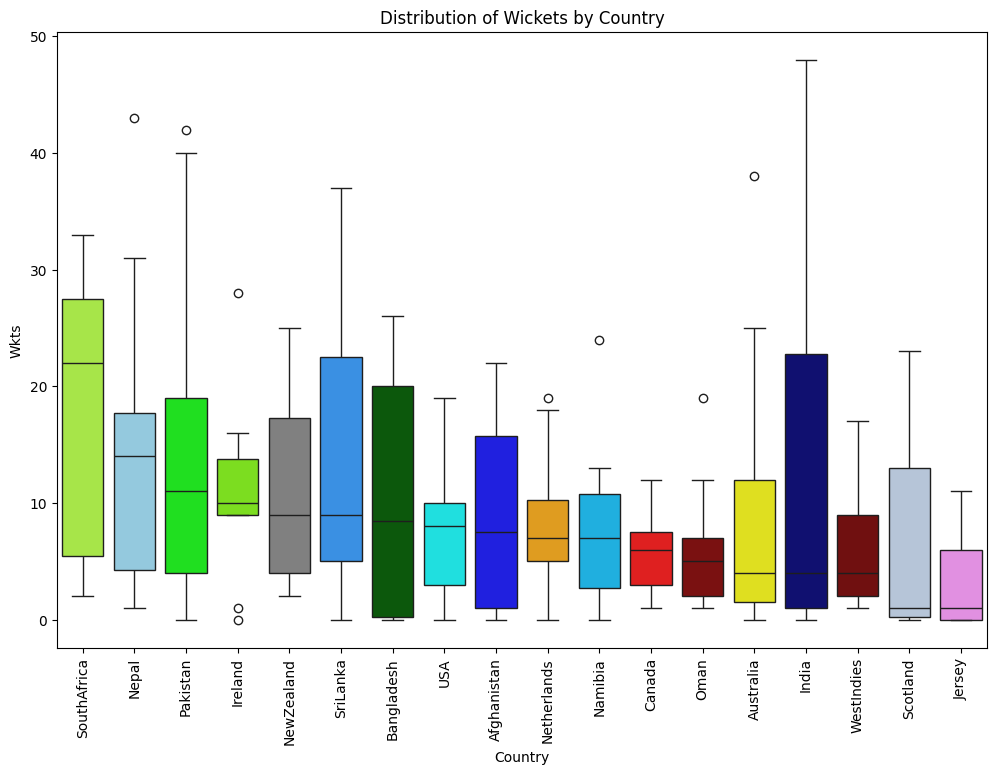 Distribution of Wickets by Country
Wkts
50
40
30
20
10
0
SouthAfrica
Nepal
Pakistan
Ireland
NewZealand
SriLanka
Bangladesh
USA
Afghanistan
Netherlands
Namibia
Canada
Oman
Australia
India
WestIndies
Scotland
Jersey
Country